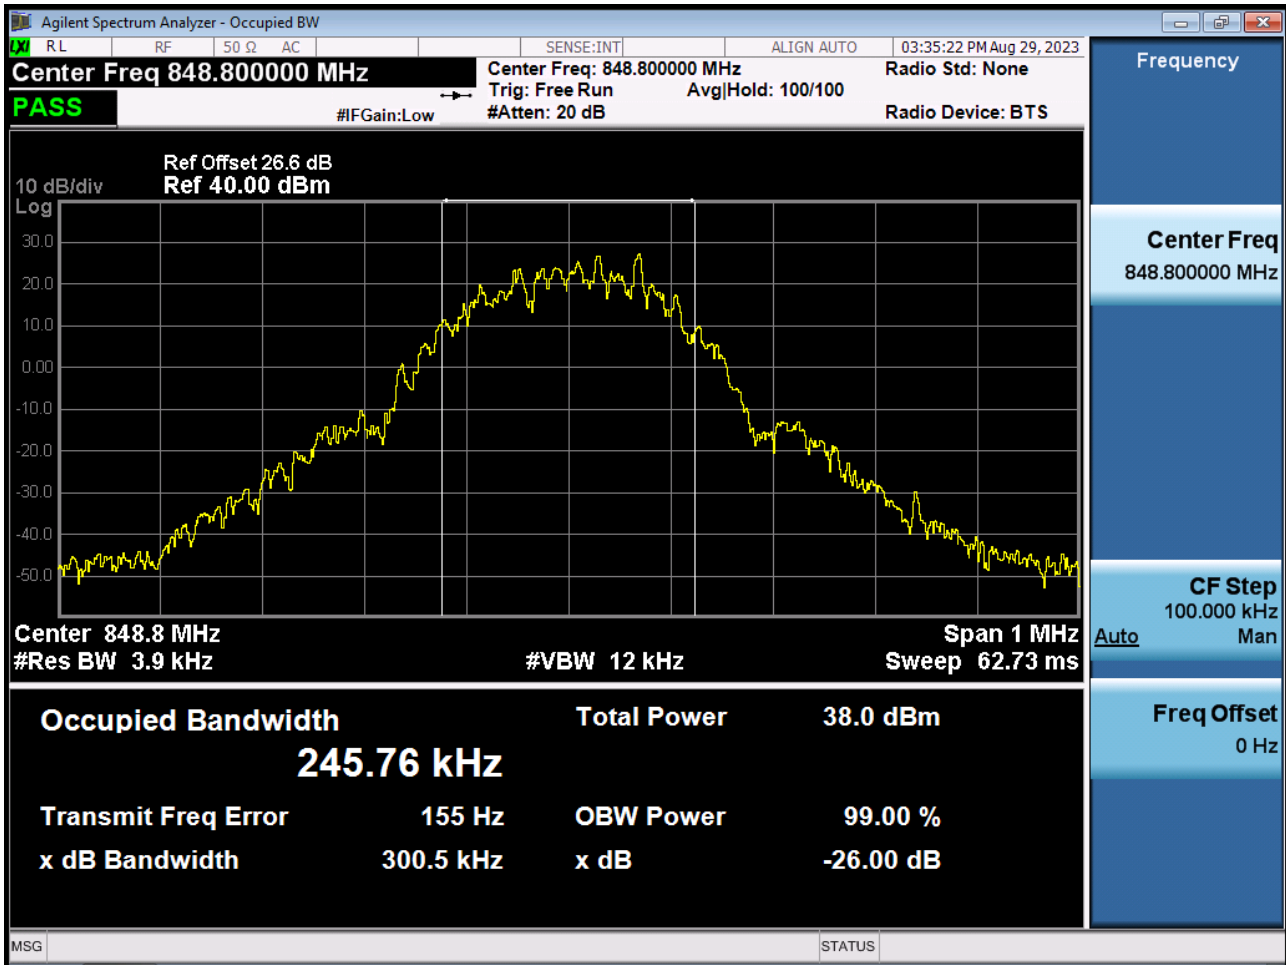 Agilent Spectrum Analyzer - Occupied BW
LXI RL RF 50 Ω AC SENSE:INT ALIGN AUTO 03:35:22 PM Aug 29, 2023
Center Freq 848.800000 MHz
Center Freq: 848.800000 MHz
Radio Std: None
Trig: Free Run Avg|Hold: 100/100
PASS
#IFGain:Low
#Atten: 20 dB
Radio Device: BTS
Ref Offset 26.6 dB
10 dB/div Ref 40.00 dBm
Log
30.0
20.0
10.0
0.00
-10.0
-20.0
-30.0
-40.0
-50.0
Center 848.8 MHz Span 1 MHz
#Res BW 3.9 kHz #VBW 12 kHz Sweep 62.73 ms
Occupied Bandwidth Total Power 38.0 dBm
245.76 kHz
Transmit Freq Error 155 Hz OBW Power 99.00 %
x dB Bandwidth 300.5 kHz x dB -26.00 dB
MSG STATUS
Frequency
Center Freq
848.800000 MHz
CF Step
100.000 kHz
Auto Man
Freq Offset
0 Hz